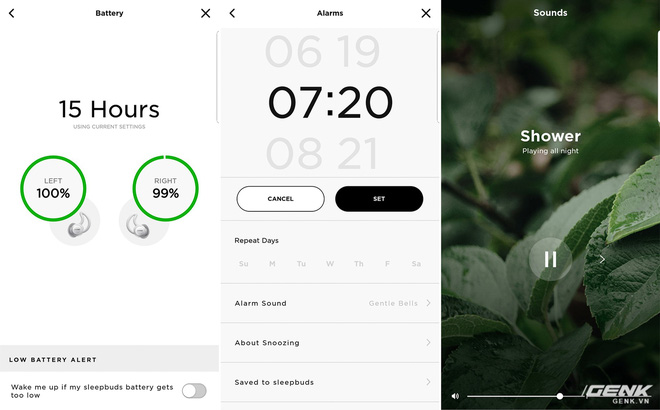 Battery
15 Hours
USING CURRENT SETTINGS
LEFT
100%
RIGHT
99%
LOW BATTERY ALERT
Wake me up if my sleepbuds battery gets
too low
Alarms
06 19
07:20
08 21
CANCEL
SET
Repeat Days
Su M Tu W Th F Sa
Alarm Sound Gentle Bells
About Snoozing
Saved to sleepbuds
Sounds
Shower
Playing all night
GENK
GENK.VN